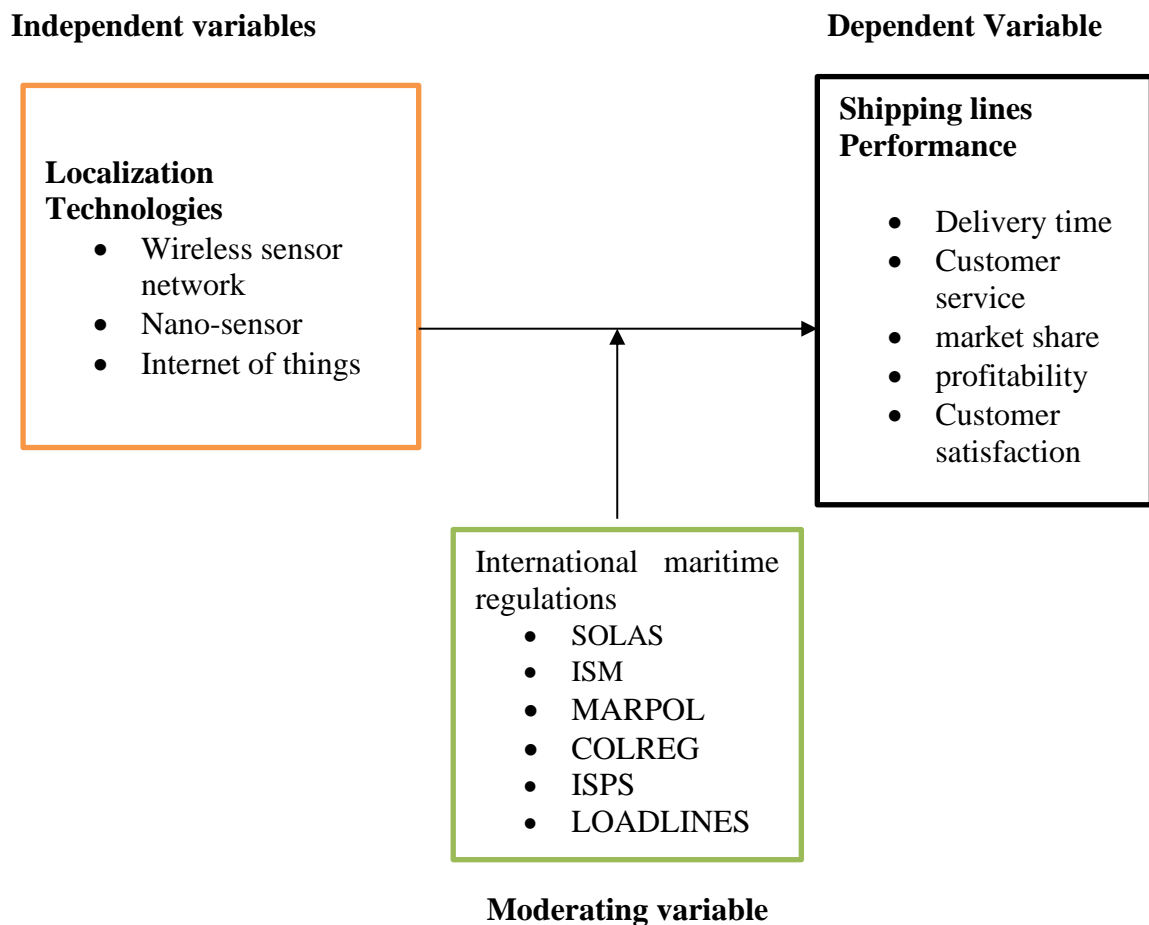 Independent variables
Dependent Variable
Localization
Technologies
• Wireless sensor
network
• Nano-sensor
• Internet of things
Shipping lines
Performance
• Delivery time
• Customer
service
• market share
• profitability
• Customer
satisfaction
International maritime
regulations
• SOLAS
• ISM
• MARPOL
• COLREG
• ISPS
• LOADLINES
Moderating variable